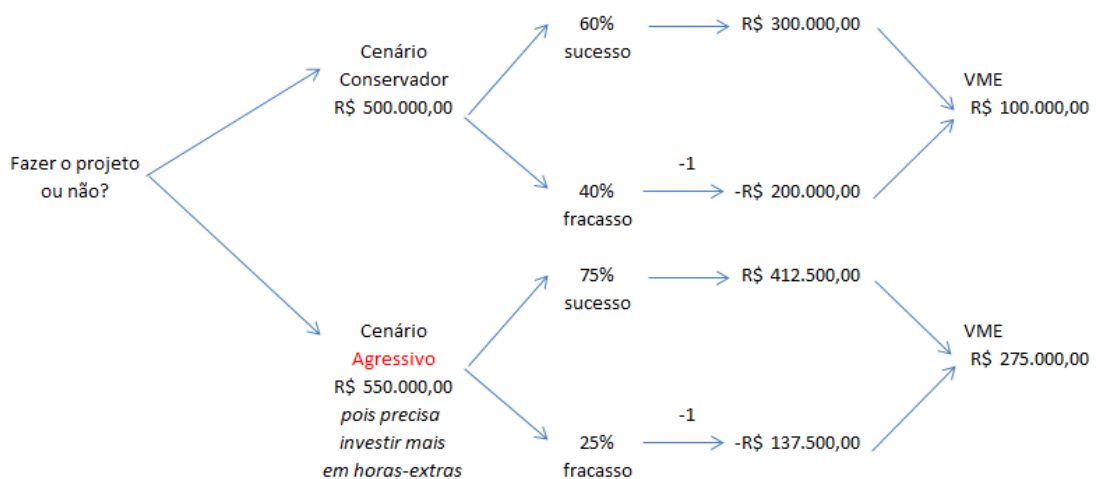 Fazer o projeto
ou não?
Cenário
Conservador
R$ 500.000,00
60%
sucesso
R$ 300.000,00
40%
fracasso
-1
-R$ 200.000,00
VME
R$ 100.000,00
Cenário
Agressivo
R$ 550.000,00
pois precisa
investir mais
em horas-extras
75%
sucesso
R$ 412.500,00
25%
fracasso
-1
-R$ 137.500,00
VME
R$ 275.000,00